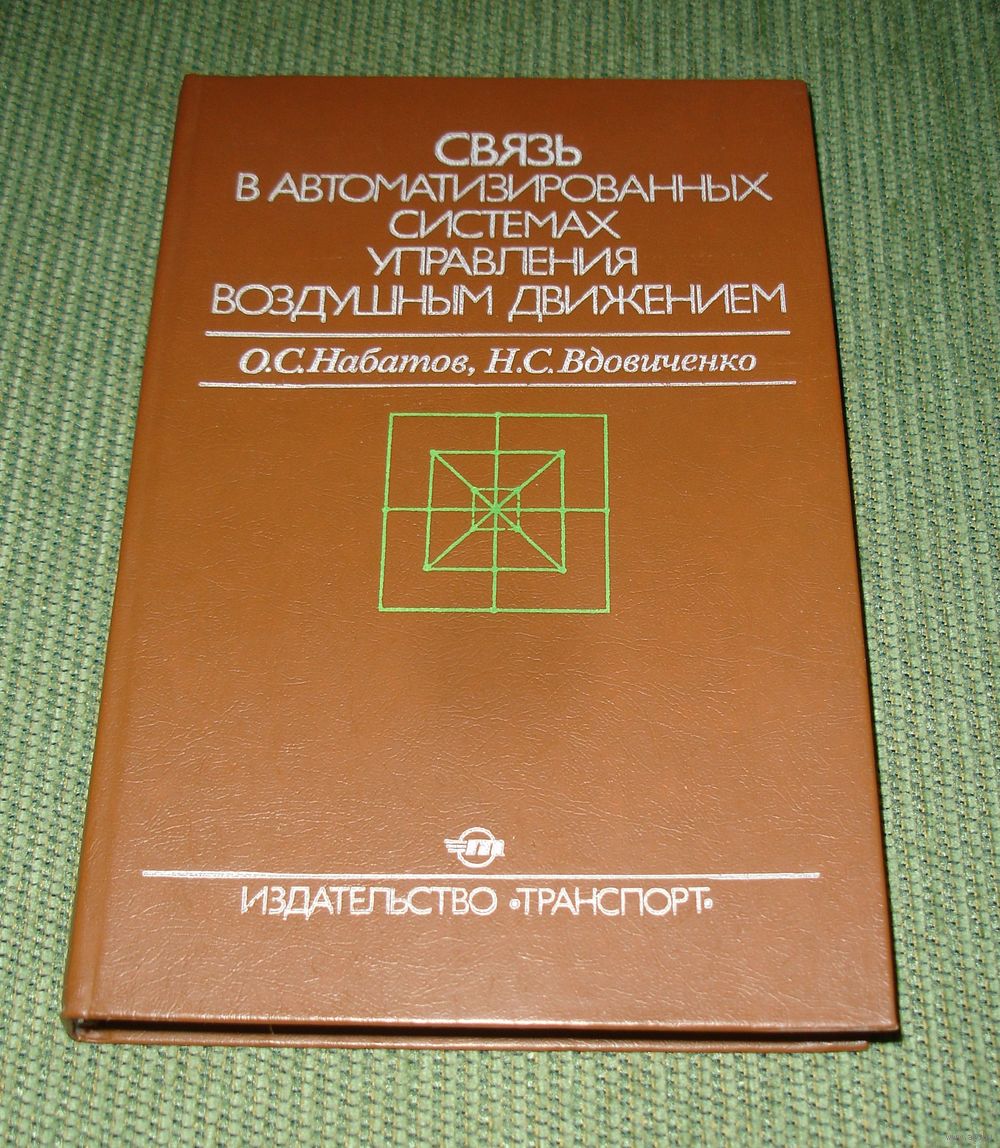 СВЯЗЬ
В АВТОМАТИЗИРОВАННЫХ
СИСТЕМАХ
УПРАВЛЕНИЯ
ВОЗДУШНЫМ ДВИЖЕНИЕМ
О.С.Набатов, Н.С.Вдовиченко
ИЗДАТЕЛЬСТВО «ТРАНСПОРТ»